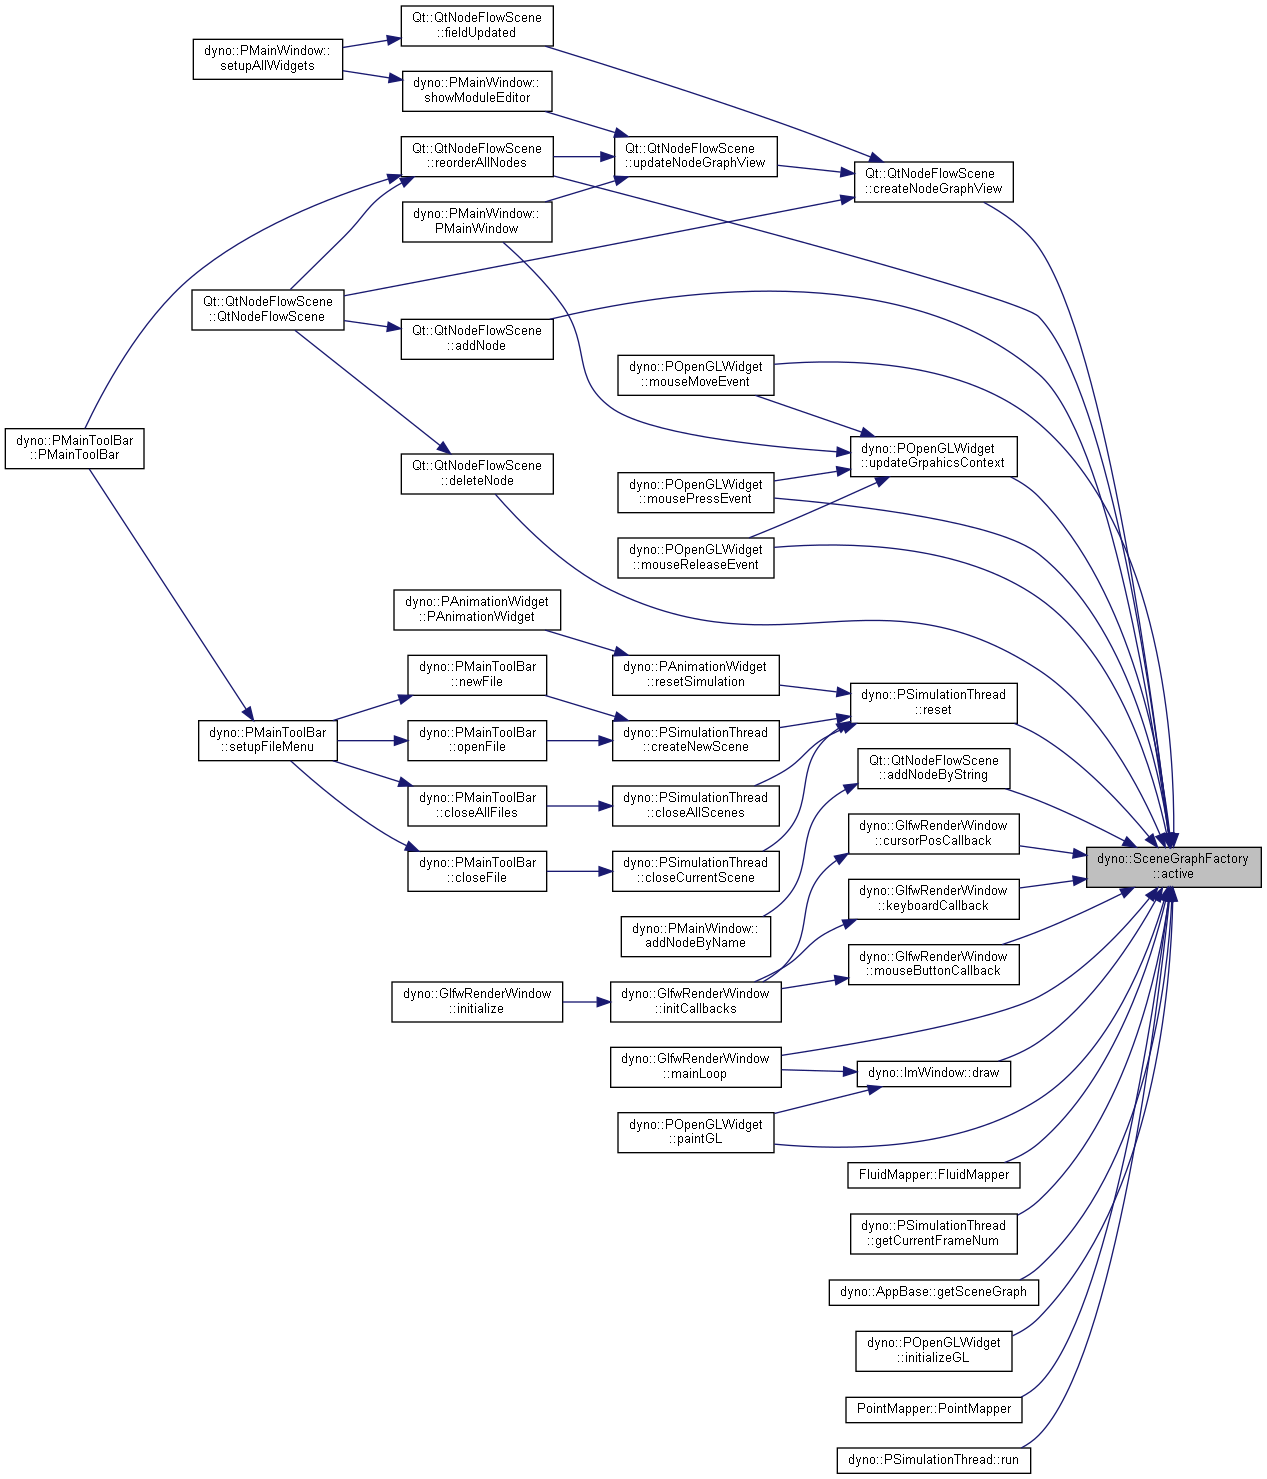 Qt::QtNodeFlowScene
::fieldUpdated
dyno::PMainWindow::
setupAllWidgets
dyno::PMainWindow::
showModuleEditor
Qt::QtNodeFlowScene
::reorderAllNodes
Qt::QtNodeFlowScene
::updateNodeGraphView
Qt::QtNodeFlowScene
::createNodeGraphView
dyno::PMainWindow::
PMainWindow
Qt::QtNodeFlowScene
::QtNodeFlowScene
Qt::QtNodeFlowScene
::addNode
dyno::POpenGLWidget
::mouseMoveEvent
dyno::PMainToolBar
::PMainToolBar
dyno::POpenGLWidget
::updateGrpahicsContext
Qt::QtNodeFlowScene
::deleteNode
dyno::POpenGLWidget
::mousePressEvent
dyno::POpenGLWidget
::mouseReleaseEvent
dyno::PAnimationWidget
::PAnimationWidget
dyno::PMainToolBar
::newFile
dyno::PAnimationWidget
::resetSimulation
dyno::PSimulationThread
::reset
dyno::PMainToolBar
::setupFileMenu
dyno::PMainToolBar
::openFile
dyno::PSimulationThread
::createNewScene
Qt::QtNodeFlowScene
::addNodeByString
dyno::PMainToolBar
::closeAllFiles
dyno::PSimulationThread
::closeAllScenes
dyno::GlfwRenderWindow
::cursorPosCallback
dyno::SceneGraphFactory
::active
dyno::PMainToolBar
::closeFile
dyno::PSimulationThread
::closeCurrentScene
dyno::GlfwRenderWindow
::keyboardCallback
dyno::PMainWindow::
addNodeByName
dyno::GlfwRenderWindow
::mouseButtonCallback
dyno::GlfwRenderWindow
::initialize
dyno::GlfwRenderWindow
::initCallbacks
dyno::GlfwRenderWindow
::mainLoop
dyno::ImWindow::draw
dyno::POpenGLWidget
::paintGL
FluidMapper::FluidMapper
dyno::PSimulationThread
::getCurrentFrameNum
dyno::AppBase::getSceneGraph
dyno::POpenGLWidget
::initializeGL
PointMapper::PointMapper
dyno::PSimulationThread::run